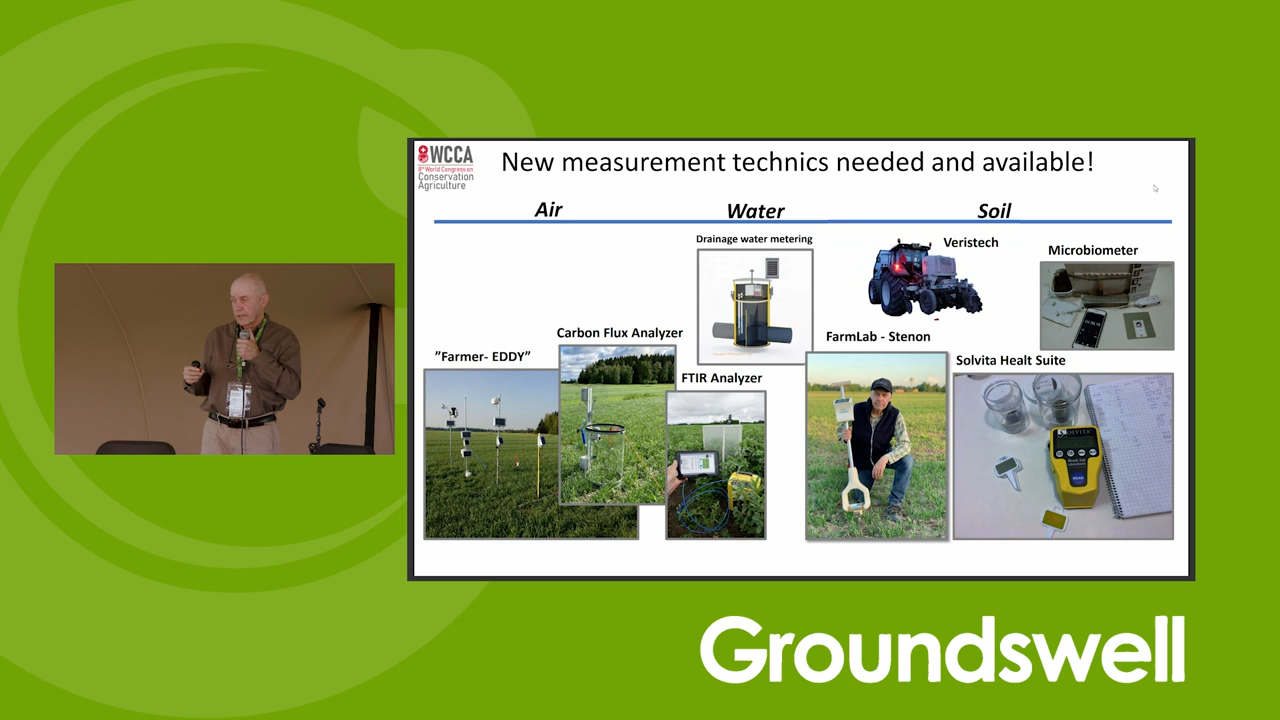 WCCA
8th World Congress on
Conservation
Agriculture
New measurement technics needed and available!
Air
Water
Soil
Drainage water metering
Veristech
Microbiometer
Carbon Flux Analyzer
FarmLab - Stenon
"Farmer- EDDY"
Solvita Healt Suite
FTIR Analyzer
SOLVITA
Groundswell